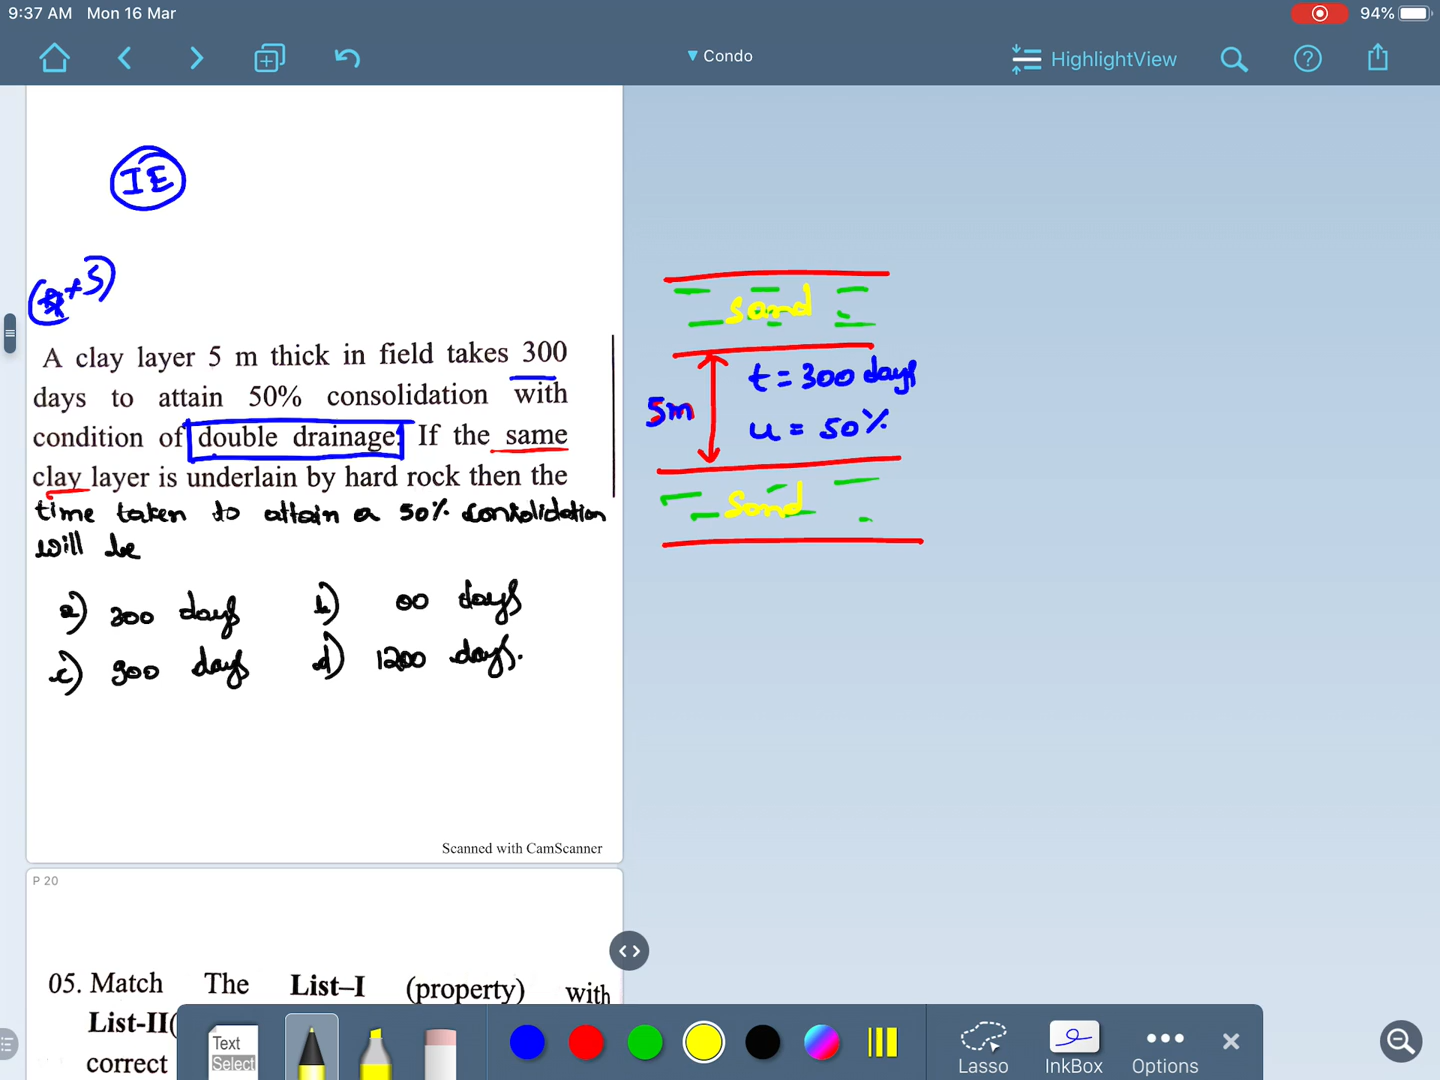 9:37 AM Mon 16 Mar
94%
Condo
HighlightView
IE
A clay layer 5 m thick in field takes 300
days to attain 50% consolidation with
condition of double drainage. If the same
clay layer is underlain by hard rock then the
time taken to attain a 50% consolidation
will be
a) 300 days b) 00 days
c) 900 days d) 1200 days.
Scanned with CamScanner
sand
t = 300 days
5m
u = 50%
Sand
P 20
05. Match The List–I (property) with
List-II(
correct
Text
Select
Lasso
InkBox
Options